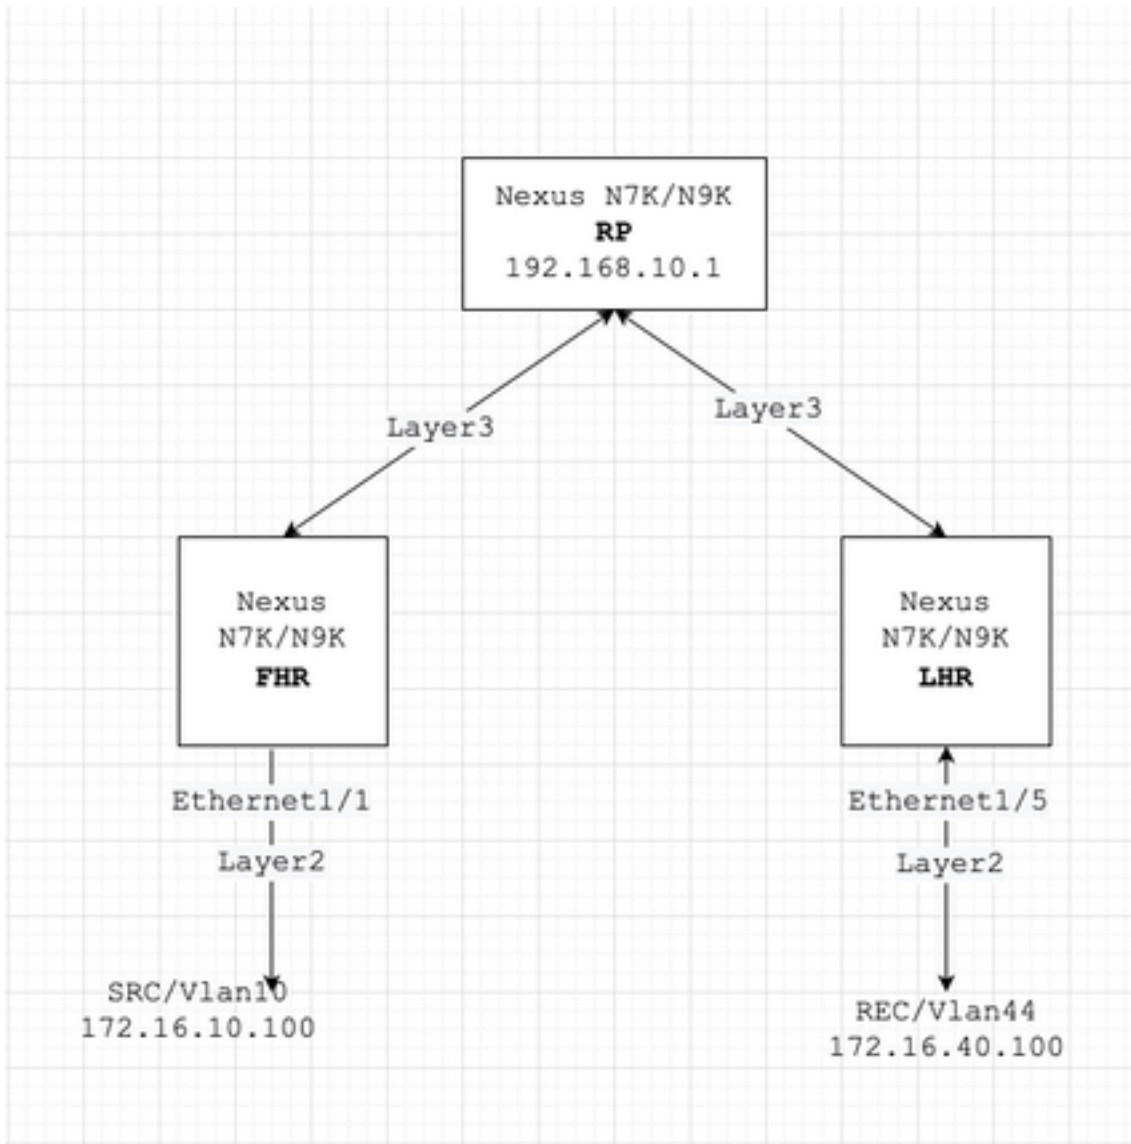 Nexus N7K/N9K
RP
192.168.10.1
Layer3
Layer3
Nexus
N7K/N9K
FHR
Nexus
N7K/N9K
LHR
Ethernet1/1
Ethernet1/5
Layer2
Layer2
SRC/Vlan10
172.16.10.100
REC/Vlan44
172.16.40.100